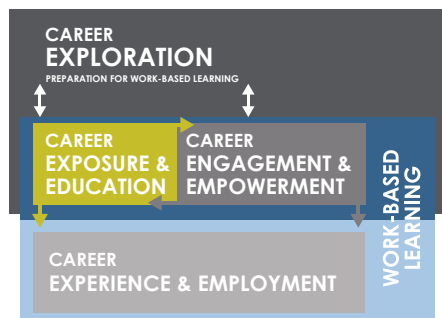 CAREER
EXPLORATION
PREPARATION FOR WORK-BASED LEARNING
CAREER
EXPOSURE &
EDUCATION
CAREER
ENGAGEMENT &
EMPOWERMENT
WORK-BASED
LEARNING
CAREER
EXPERIENCE & EMPLOYMENT